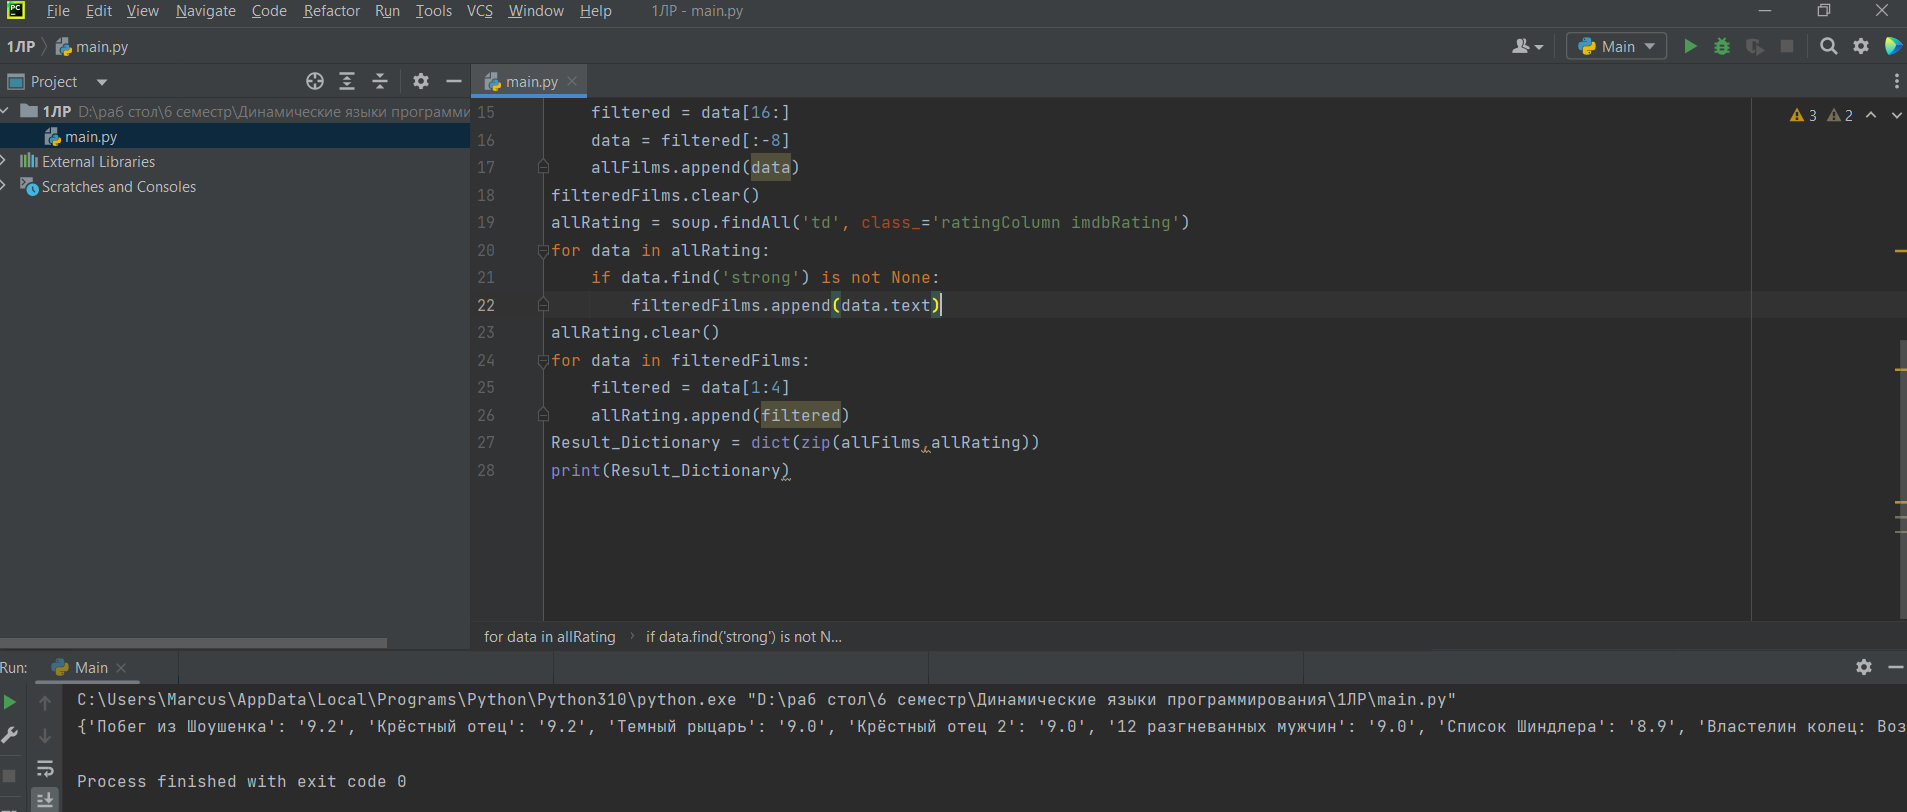 PC File Edit View Navigate Code Refactor Run Tools VCS Window Help 1ЛР - main.py
1ЛР main.py Main
Project main.py
1ЛР D:\раб стол\6 семестр\Динамические языки программи
main.py
External Libraries
Scratches and Consoles
3 2
15 filtered = data[16:]
16 data = filtered[:-8]
17 allFilms.append(data)
18 filteredFilms.clear()
19 allRating = soup.findAll('td', class_='ratingColumn imdbRating')
20 for data in allRating:
21 if data.find('strong') is not None:
22 filteredFilms.append(data.text)
23 allRating.clear()
24 for data in filteredFilms:
25 filtered = data[1:4]
26 allRating.append(filtered)
27 Result_Dictionary = dict(zip(allFilms,allRating))
28 print(Result_Dictionary)
for data in allRating if data.find('strong') is not N...
Run: Main
C:\Users\Marcus\AppData\Local\Programs\Python\Python310\python.exe "D:\раб стол\6 семестр\Динамические языки программирования\1ЛР\main.py"
{'Побег из Шоушенка': '9.2', 'Крёстный отец': '9.2', 'Темный рыцарь': '9.0', 'Крёстный отец 2': '9.0', '12 разгневанных мужчин': '9.0', 'Список Шиндлера': '8.9', 'Властелин колец: Воз
Process finished with exit code 0